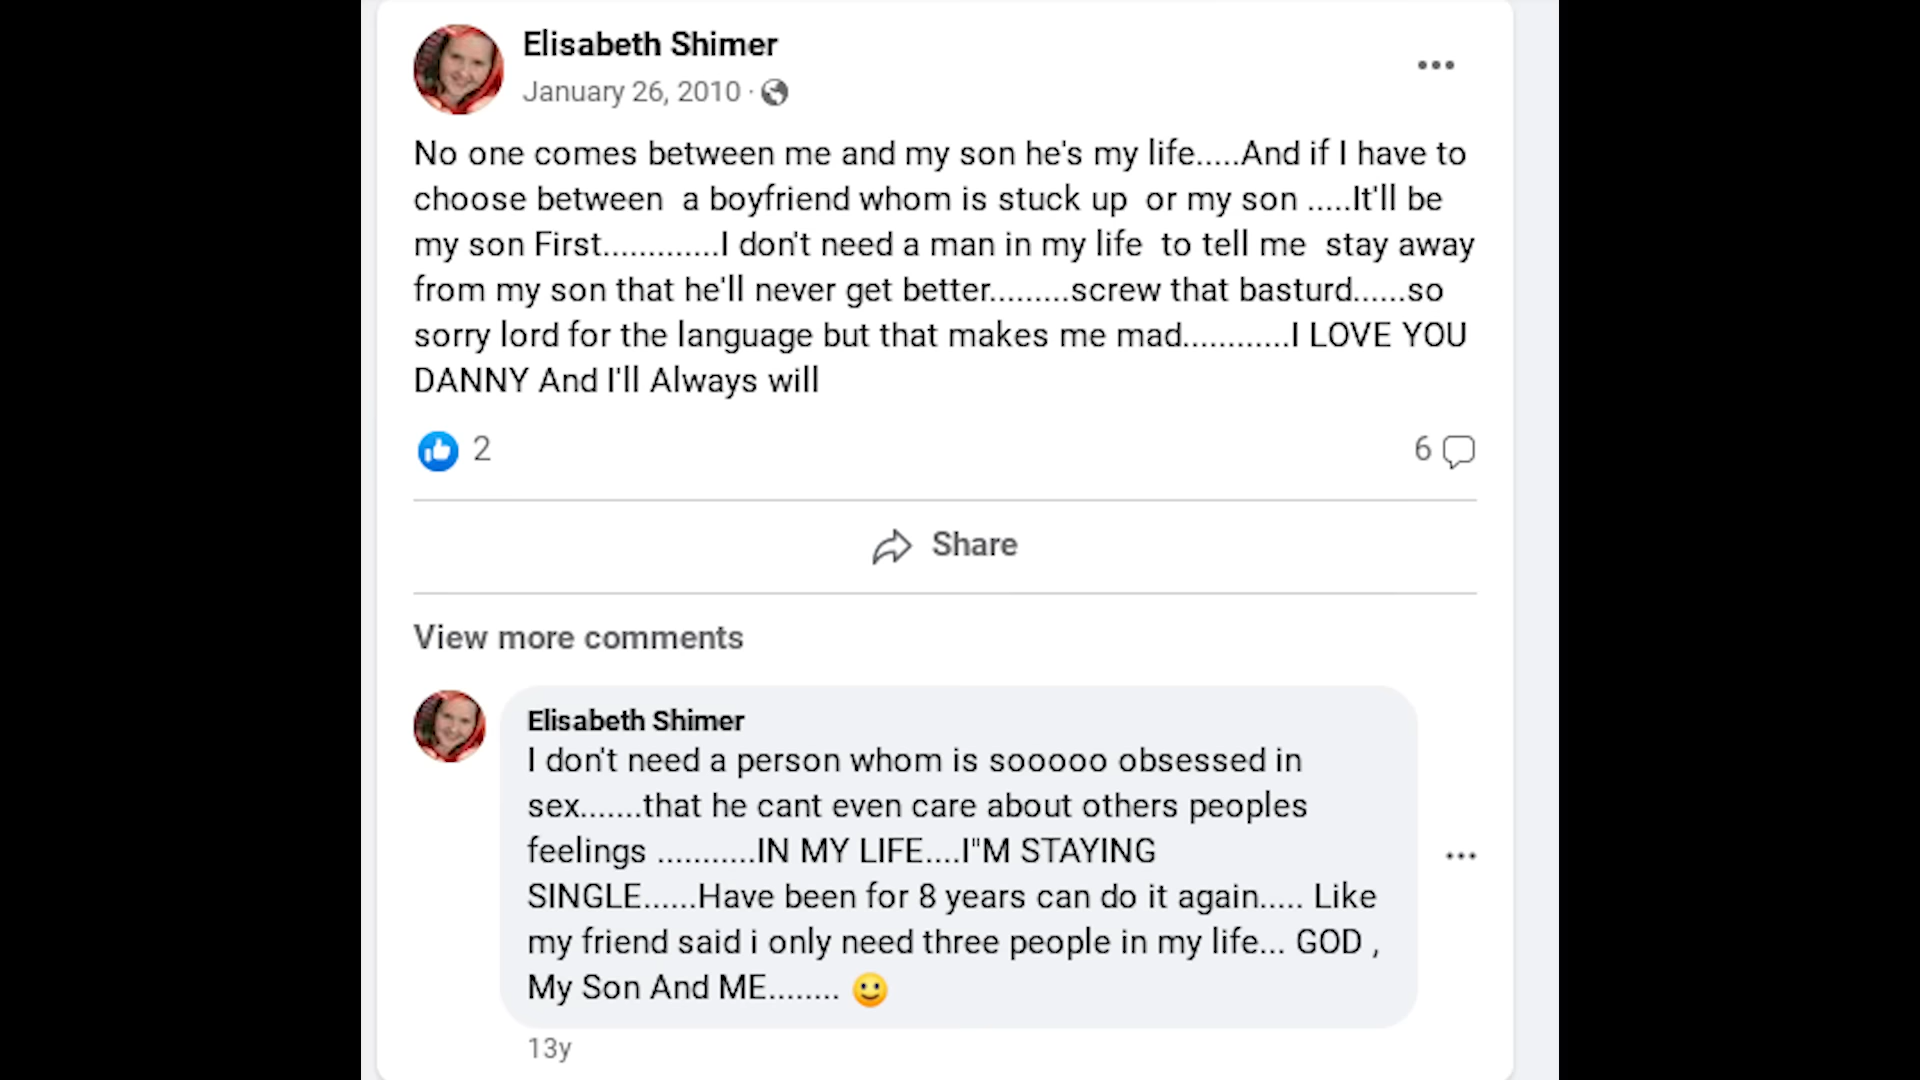 Elisabeth Shimer
January 26, 2010 ·
No one comes between me and my son he's my life.....And if I have to
choose between  a boyfriend whom is stuck up  or my son .....It'll be
my son First.............I don't need a man in my life  to tell me  stay away
from my son that he'll never get better.........screw that basturd......so
sorry lord for the language but that makes me mad............I LOVE YOU
DANNY And I'll Always will
2
6
Share
View more comments
Elisabeth Shimer
I don't need a person whom is sooooo obsessed in
sex.......that he cant even care about others peoples
feelings ...........IN MY LIFE....I"M STAYING
SINGLE......Have been for 8 years can do it again..... Like
my friend said i only need three people in my life... GOD ,
My Son And ME........ 🙂
13y